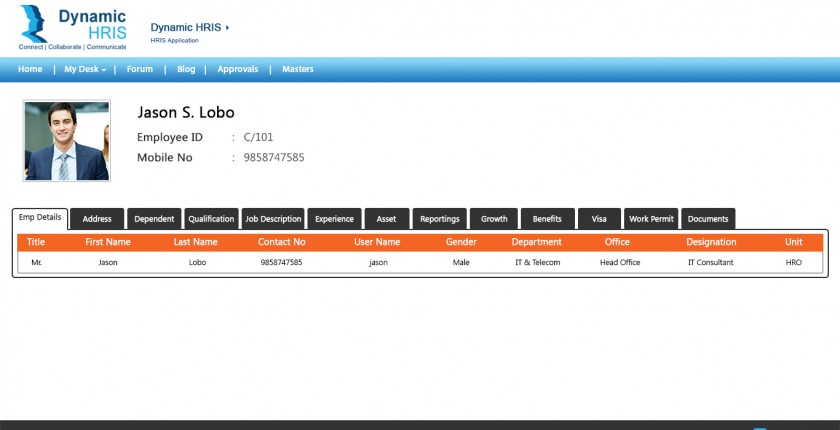 Dynamic
HRIS
Connect | Collaborate | Communicate
Dynamic HRIS
HRIS Application
Home | My Desk | Forum | Blog | Approvals | Masters
Jason S. Lobo
Employee ID : C/101
Mobile No : 9858747585
Emp Details Address Dependent Qualification Job Description Experience Asset Reportings Growth Benefits Visa Work Permit Documents
Title First Name Last Name Contact No User Name Gender Department Office Designation Unit
Mr. Jason Lobo 9858747585 jason Male IT & Telecom Head Office IT Consultant HRO